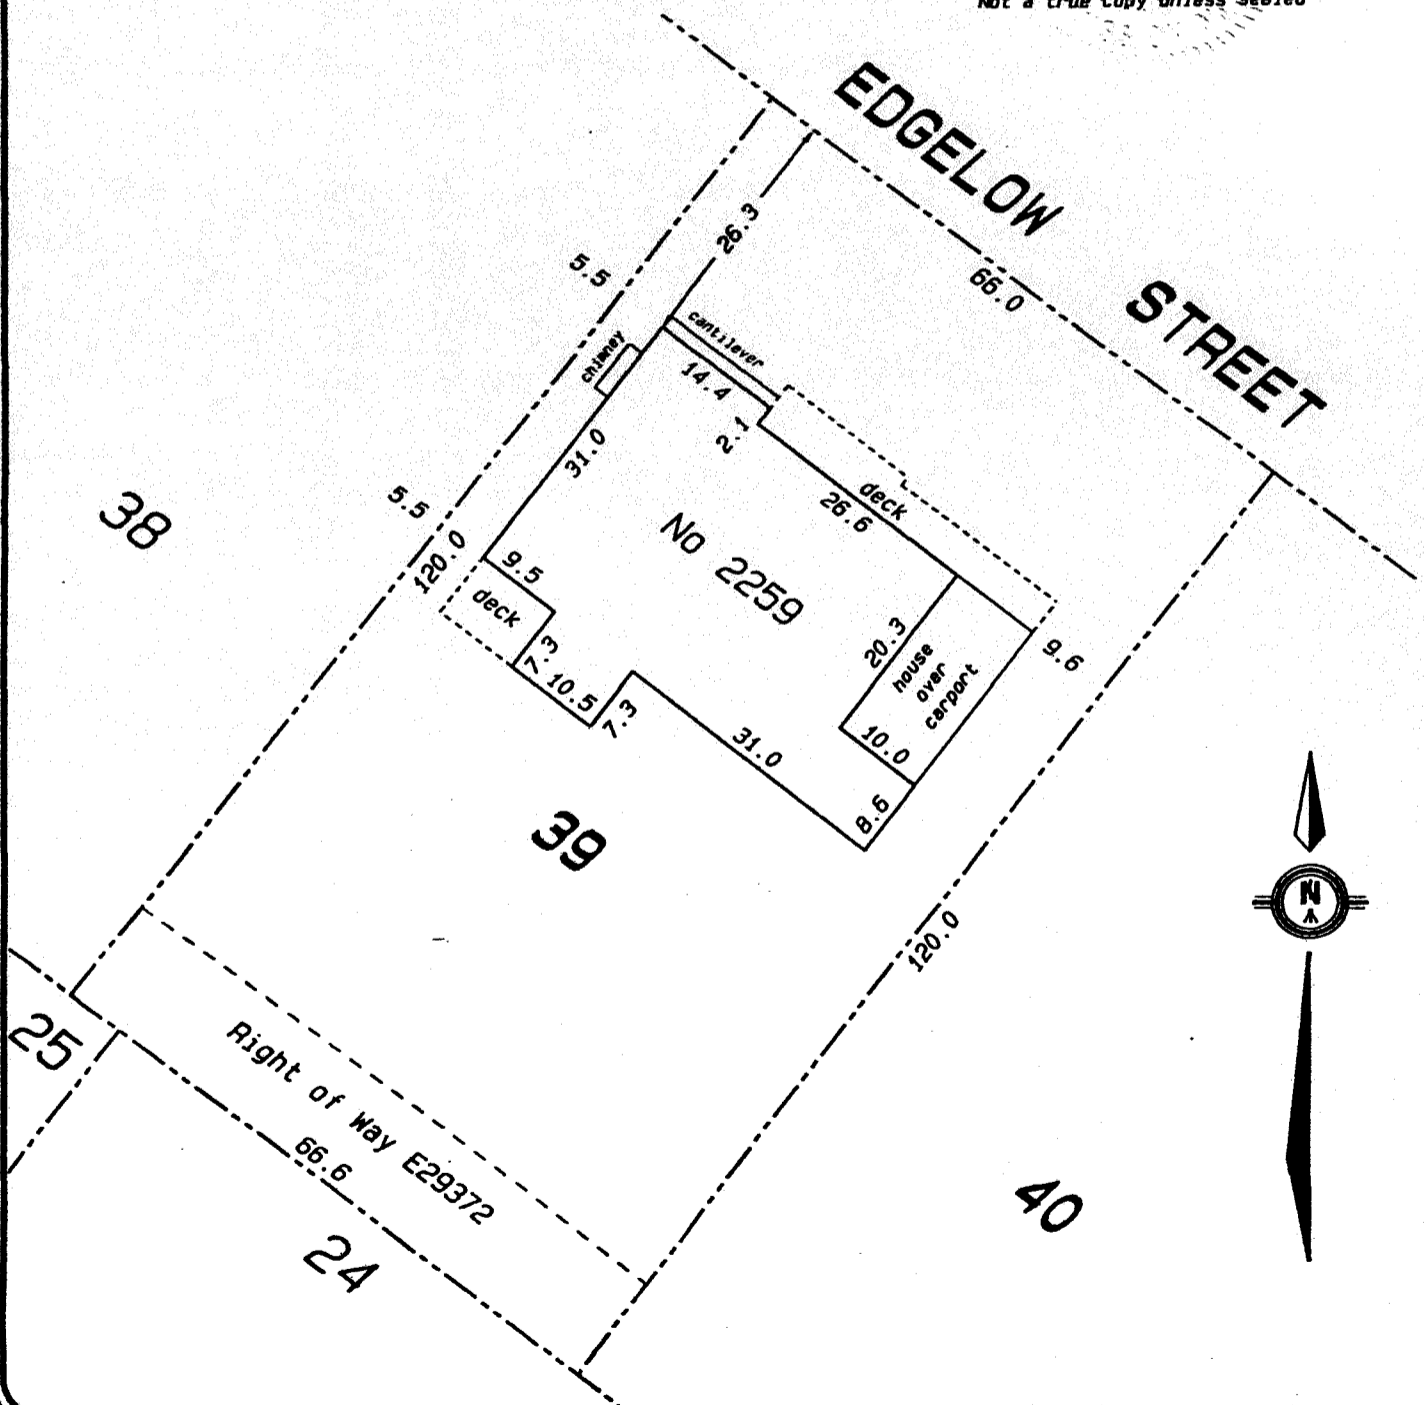 Not a true copy unless sealed
EDGELOW STREET
66.0
26.3
5.5
cantilever
chimney
14.4
2.1
31.0
deck
26.6
38
5.5
120.0
No 2259
9.5
deck
7.3
10.5
7.3
20.3
house
over
carport
9.6
10.0
31.0
8.6
39
N
120.0
25
Right of Way E29372
66.6
24
40